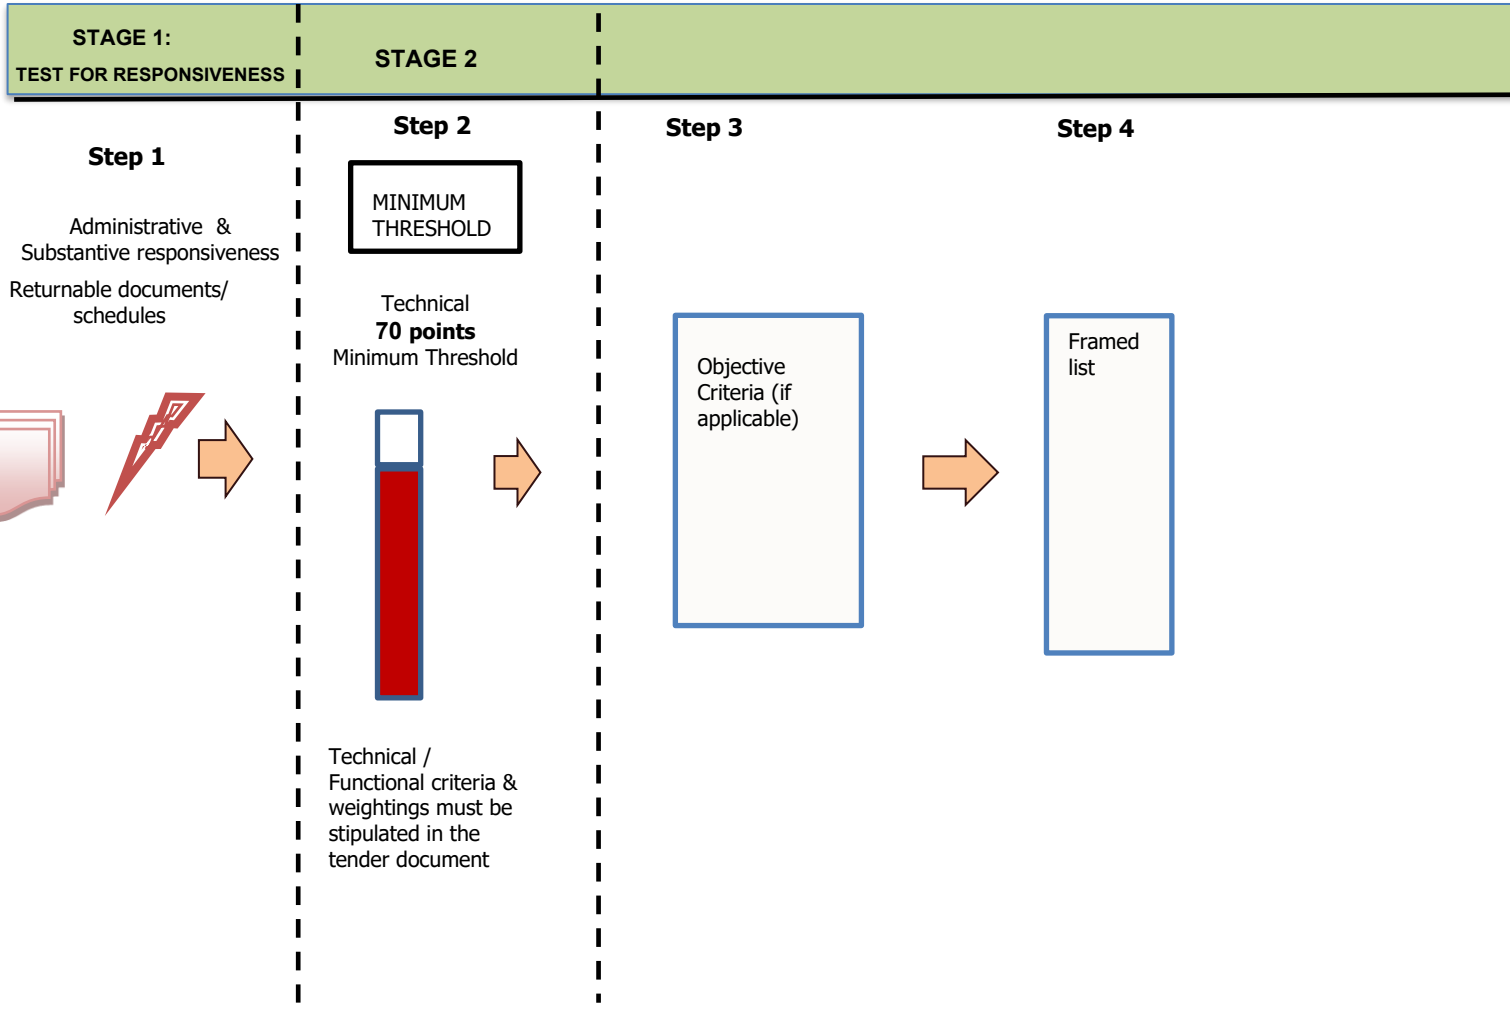 STAGE 1:
TEST FOR RESPONSIVENESS
STAGE 2
Step 1
Administrative &
Substantive responsiveness
Returnable documents/
schedules
Step 2
MINIMUM
THRESHOLD
Technical
70 points
Minimum Threshold
Technical /
Functional criteria &
weightings must be
stipulated in the
tender document
Step 3
Objective
Criteria (if
applicable)
Step 4
Framed
list